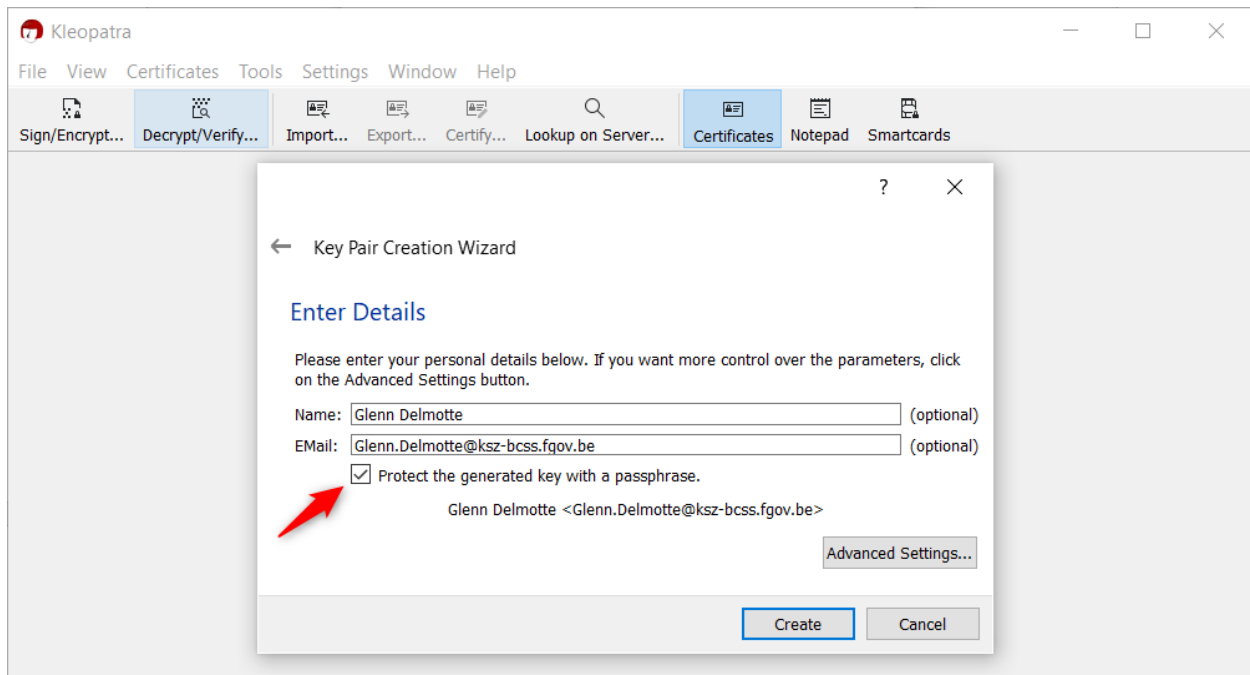 Kleopatra
File View Certificates Tools Settings Window Help
Sign/Encrypt... Decrypt/Verify... Import... Export... Certify... Lookup on Server... Certificates Notepad Smartcards
?
Key Pair Creation Wizard
Enter Details
Please enter your personal details below. If you want more control over the parameters, click
on the Advanced Settings button.
Name: Glenn Delmotte (optional)
EMail: Glenn.Delmotte@ksz-bcss.fgov.be (optional)
Protect the generated key with a passphrase.
Glenn Delmotte <Glenn.Delmotte@ksz-bcss.fgov.be>
Advanced Settings...
Create Cancel